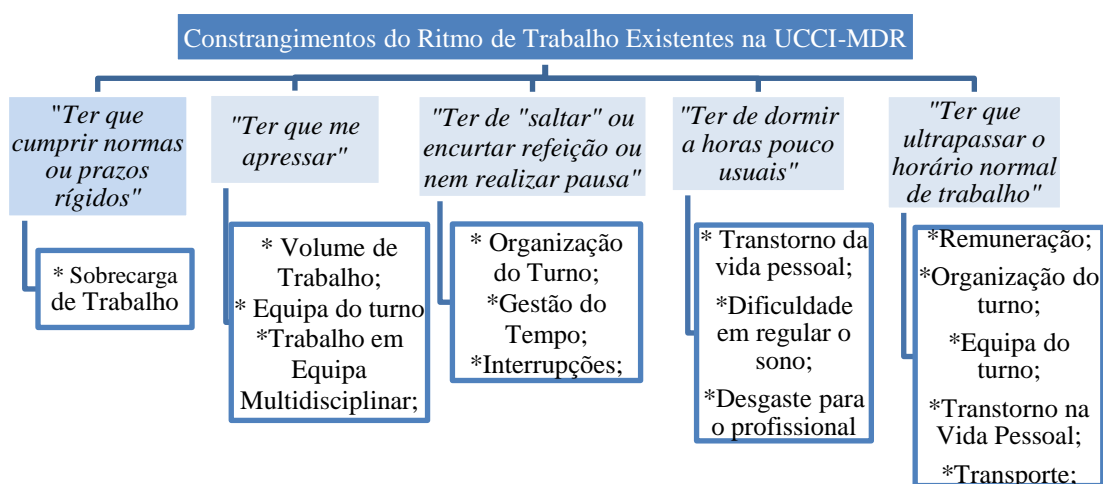 Constrangimentos do Ritmo de Trabalho Existentes na UCCI-MDR
"Ter que
cumprir normas
ou prazos
rígidos"
* Sobrecarga
de Trabalho
"Ter que me
apressar"
* Volume de
Trabalho;
* Equipa do turno
*Trabalho em
Equipa
Multidisciplinar;
"Ter de "saltar" ou
encurtar refeição ou
nem realizar pausa"
* Organização
do Turno;
*Gestão do
Tempo;
*Interrupções;
"Ter de dormir
a horas pouco
usuais"
* Transtorno da
vida pessoal;
*Dificuldade
em regular o
sono;
*Desgaste para
o profissional
"Ter que
ultrapassar o
horário normal
de trabalho"
*Remuneração;
*Organização do
turno;
*Equipa do
turno;
*Transtorno na
Vida Pessoal;
*Transporte;